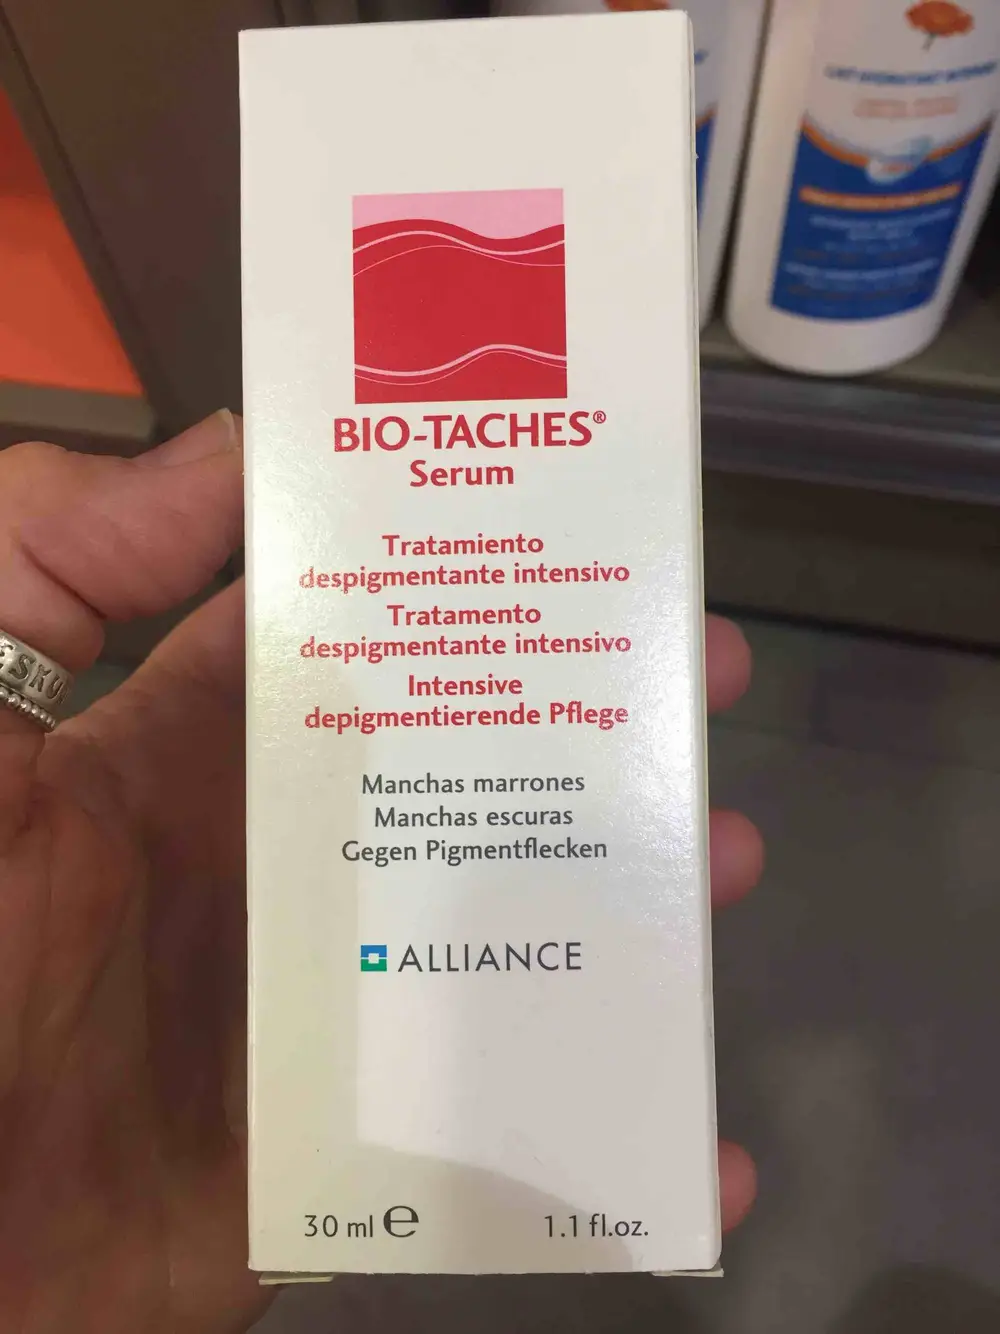 BIO-TACHES®
Serum
Tratamiento
despigmentante intensivo
Tratamento
despigmentante intensivo
Intensive
depigmentierende Pflege
Manchas marrones
Manchas escuras
Gegen Pigmentflecken
ALLIANCE
30 ml ℮ 1.1 fl.oz.